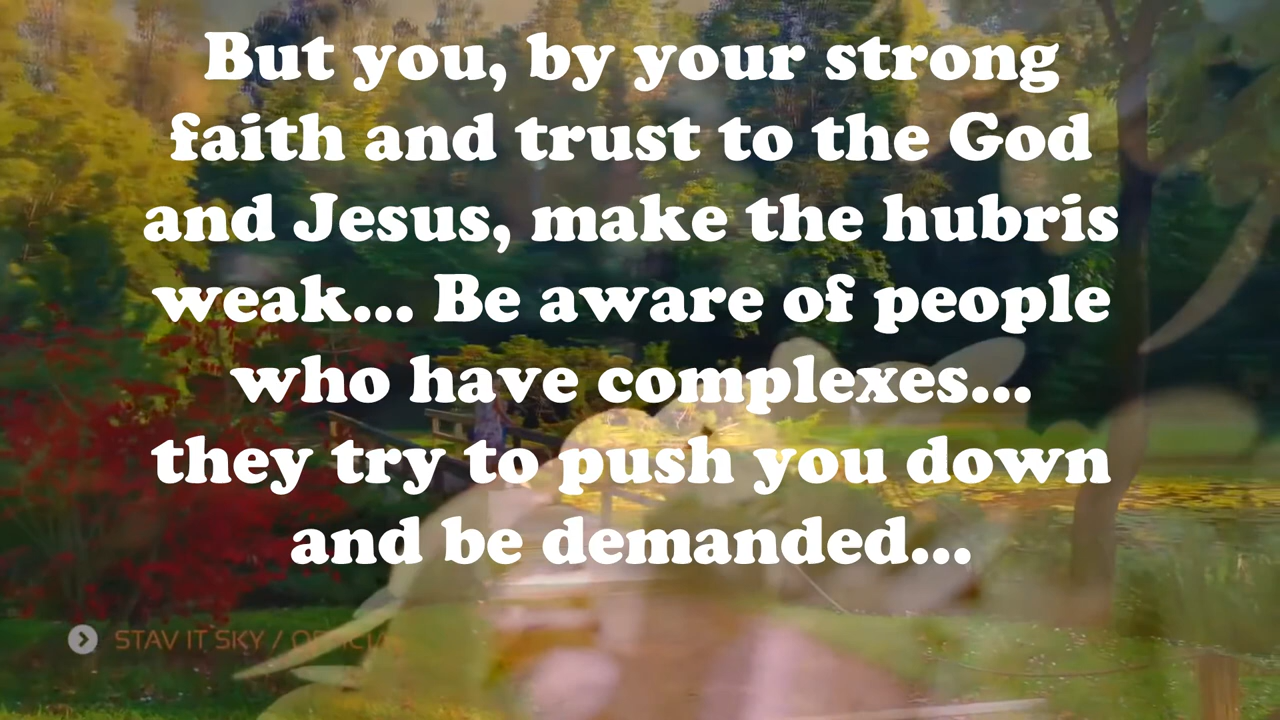 But you, by your strong
faith and trust to the God
and Jesus, make the hubris
weak... Be aware of people
who have complexes...
they try to push you down
and be demanded...
STAV IT SKY / OFFICIAL